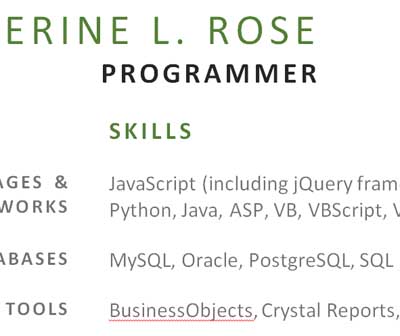 ERINE L. ROSE
PROGRAMMER
SKILLS
AGES & JavaScript (including jQuery fram
WORKS Python, Java, ASP, VB, VBScript, V
ABASES MySQL, Oracle, PostgreSQL, SQL
TOOLS BusinessObjects, Crystal Reports,